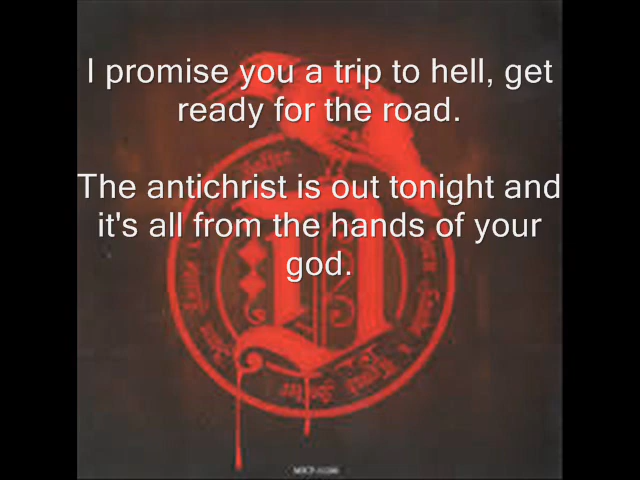 I promise you a trip to hell, get
ready for the road.
The antichrist is out tonight and
it's all from the hands of your
god.